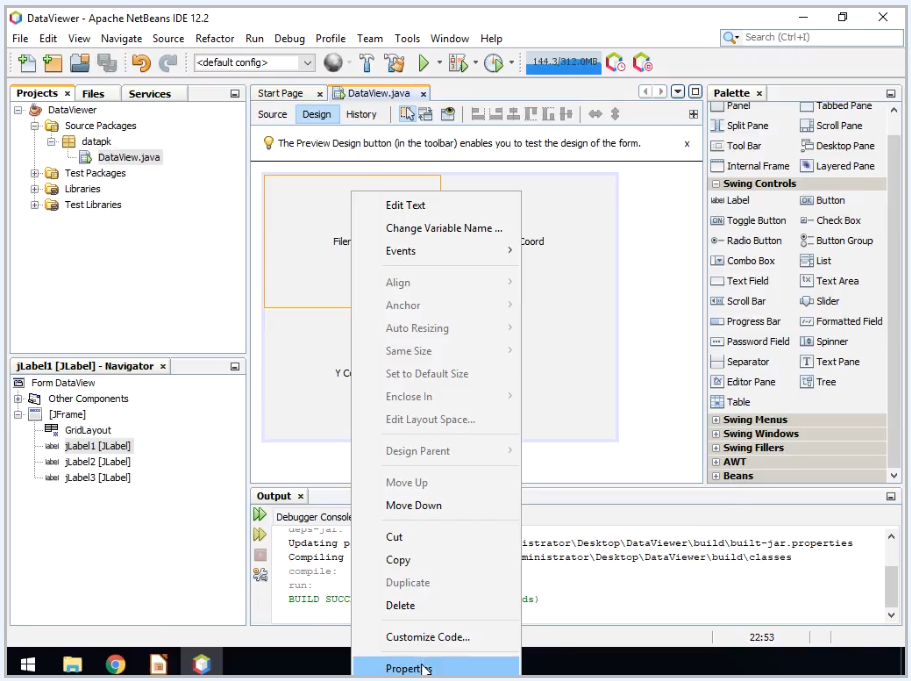 DataViewer - Apache NetBeans IDE 12.2
File Edit View Navigate Source Refactor Run Debug Profile Team Tools Window Help
Search (Ctrl+I)
<default config>
144.3/312.0MB
Projects × Files Services
DataViewer
Source Packages
datapk
DataView.java
Test Packages
Libraries
Test Libraries
jLabel1 [JLabel] - Navigator ×
Form DataView
Other Components
[JFrame]
GridLayout
label jLabel1 [JLabel]
label jLabel2 [JLabel]
label jLabel3 [JLabel]
Start Page × DataView.java ×
Source Design History
The Preview Design button (in the toolbar) enables you to test the design of the form. x
Coord
Edit Text
Change Variable Name ...
Events
Align
Anchor
Auto Resizing
Same Size
Set to Default Size
Enclose In
Edit Layout Space...
Design Parent
Move Up
Move Down
Cut
Copy
Duplicate
Delete
Customize Code...
Properties
Output ×
Debugger Console
deps-jar:
Updating p
istrator\Desktop\DataViewer\build\built-jar.properties
Compiling
ministrator\Desktop\DataViewer\build\classes
compile:
run:
BUILD SUCC
ds)
Palette ×
Panel Tabbed Pane
Split Pane Scroll Pane
Tool Bar Desktop Pane
Internal Frame Layered Pane
Swing Controls
label Label OK Button
ON Toggle Button Check Box
Radio Button Button Group
Combo Box List
Text Field Text Area
Scroll Bar Slider
Progress Bar Formatted Field
Password Field Spinner
Separator Text Pane
Editor Pane Tree
Table
Swing Menus
Swing Windows
Swing Fillers
AWT
Beans
22:53